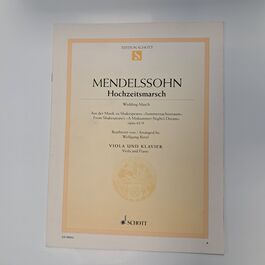 EDITION SCHOTT
MENDELSSOHN
Hochzeitsmarsch
Wedding March
Aus der Musik zu Shakespeares »Sommernachtstraum«
From Shakespeare's »A Midsummer Night's Dream«
opus 61/9
Bearbeitet von / Arranged by
Wolfgang Birtel
VIOLA UND KLAVIER
Viola and Piano
SCHOTT